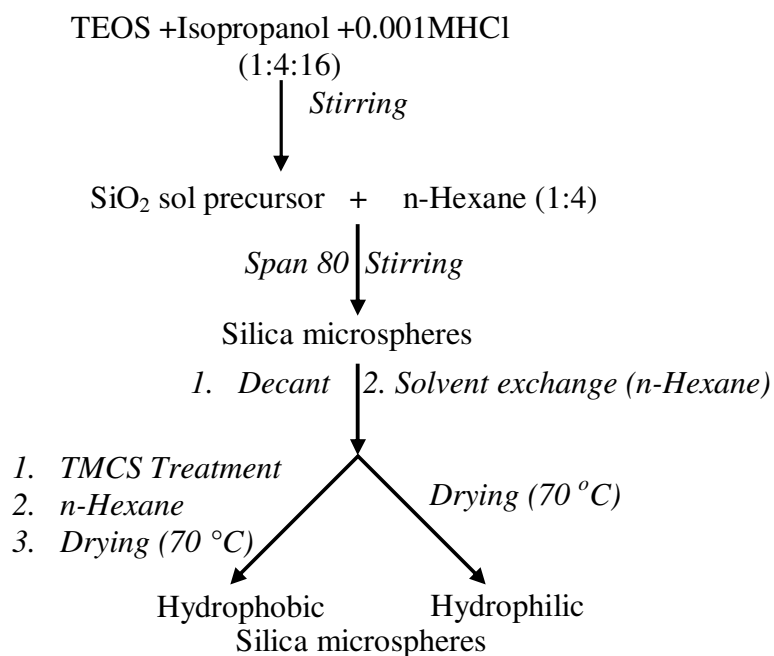 TEOS +Isopropanol +0.001MHCl
(1:4:16)
Stirring
SiO₂ sol precursor + n-Hexane (1:4)
Span 80 Stirring
Silica microspheres
1. Decant 2. Solvent exchange (n-Hexane)
1. TMCS Treatment
2. n-Hexane
3. Drying (70 °C)
Drying (70 °C)
Hydrophobic Hydrophilic
Silica microspheres